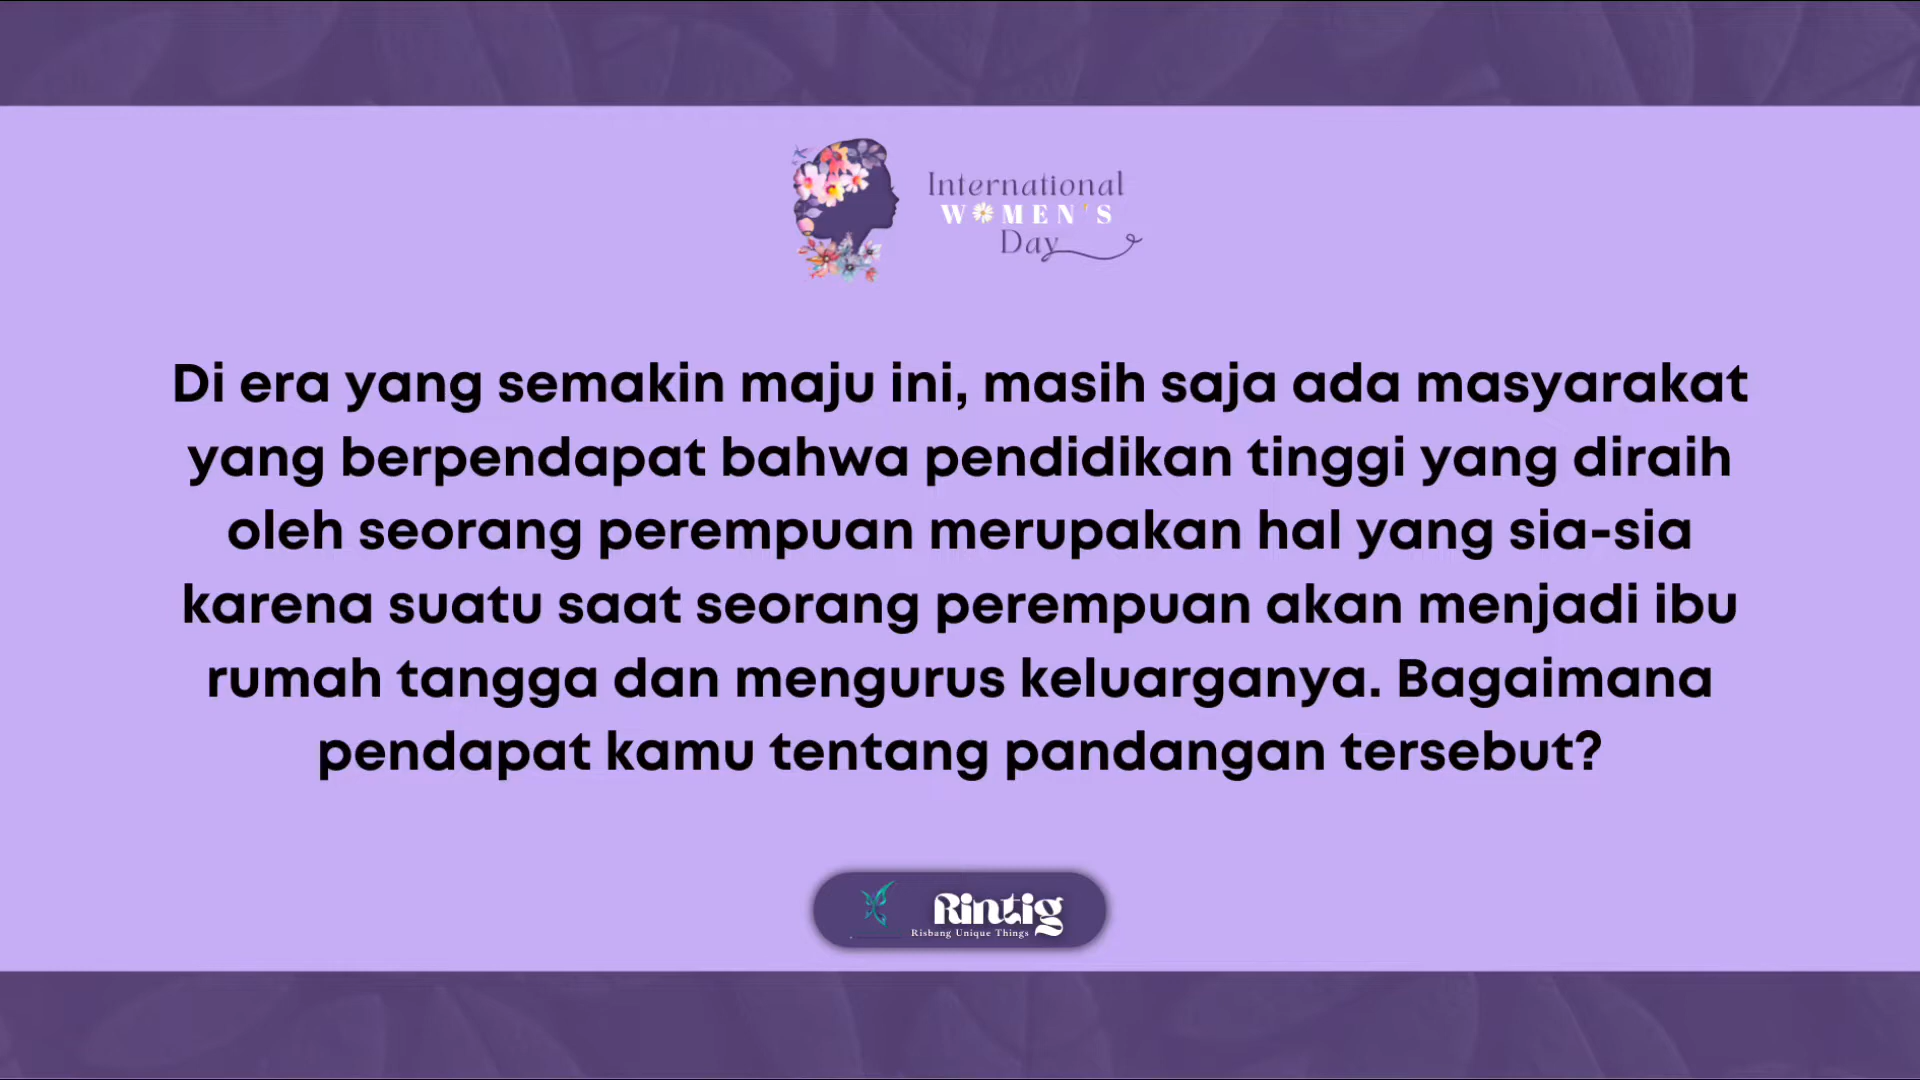 International
WOMEN'S
Day
Di era yang semakin maju ini, masih saja ada masyarakat
yang berpendapat bahwa pendidikan tinggi yang diraih
oleh seorang perempuan merupakan hal yang sia-sia
karena suatu saat seorang perempuan akan menjadi ibu
rumah tangga dan mengurus keluarganya. Bagaimana
pendapat kamu tentang pandangan tersebut?
Rintig
Risbang Unique Things